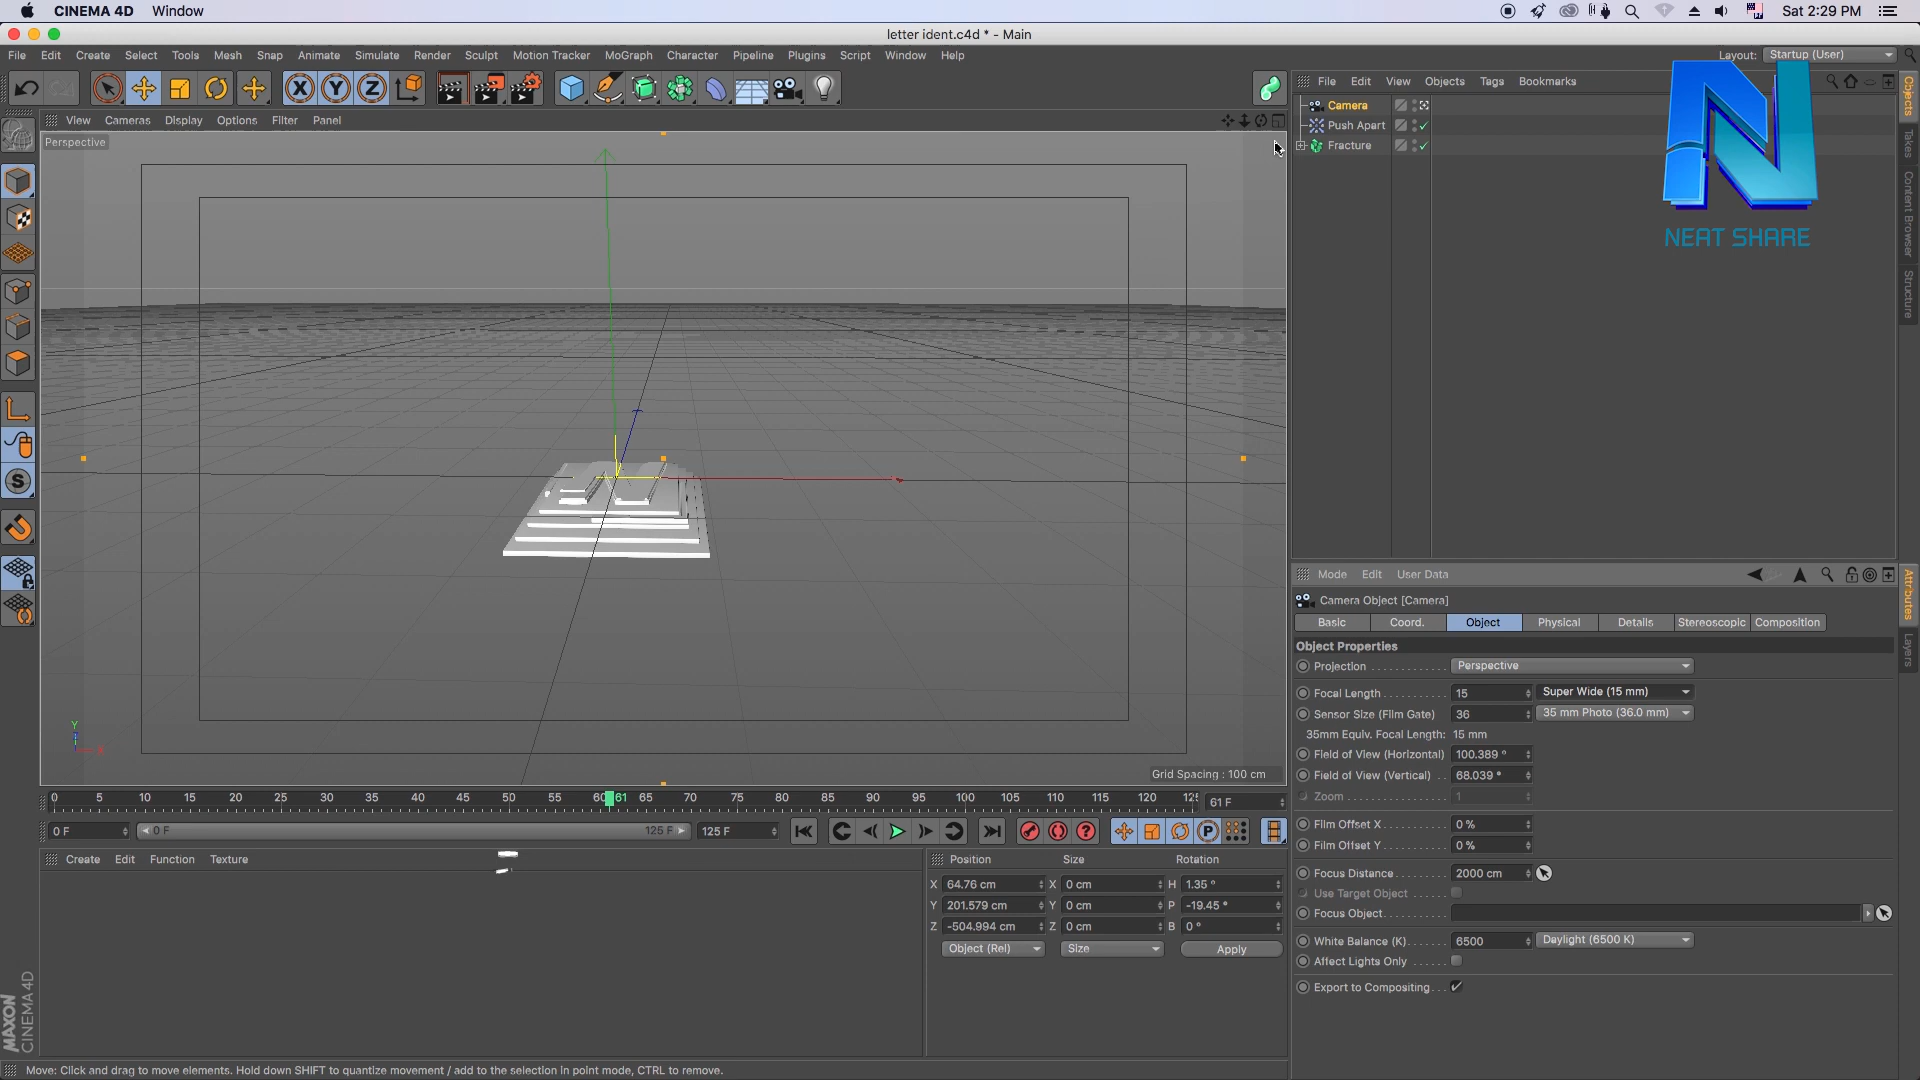 CINEMA 4D Window
Sat 2:29 PM
letter ident.c4d * - Main
File Edit Create Select Tools Mesh Snap Animate Simulate Render Sculpt Motion Tracker MoGraph Character Pipeline Plugins Script Window Help
Layout: Startup (User)
X Y Z
File Edit View Objects Tags Bookmarks
View Cameras Display Options Filter Panel
Perspective
Camera
Push Apart
Fracture
NEAT SHARE
Objects
Takes
Content Browser
Structure
Mode Edit User Data
Camera Object [Camera]
Basic Coord. Object Physical Details Stereoscopic Composition
Attributes
Layers
Object Properties
Projection Perspective
Focal Length 15 Super Wide (15 mm)
Sensor Size (Film Gate) 36 35 mm Photo (36.0 mm)
35mm Equiv. Focal Length: 15 mm
Field of View (Horizontal) 100.389 °
Field of View (Vertical) 68.039 °
Zoom 1
Film Offset X 0 %
Film Offset Y 0 %
Focus Distance 2000 cm
Use Target Object
Focus Object
White Balance (K) 6500 Daylight (6500 K)
Affect Lights Only
Export to Compositing
Y
X
Grid Spacing : 100 cm
0 5 10 15 20 25 30 35 40 45 50 55 60 61 65 70 75 80 85 90 95 100 105 110 115 120 125
61 F
0 F 0 F 125 F 125 F
P
Create Edit Function Texture
Position Size Rotation
X 64.76 cm X 0 cm H 1.35 °
Y 201.579 cm Y 0 cm P -19.45 °
Z -504.994 cm Z 0 cm B 0 °
Object (Rel) Size Apply
MAXON
CINEMA 4D
Move: Click and drag to move elements. Hold down SHIFT to quantize movement / add to the selection in point mode, CTRL to remove.